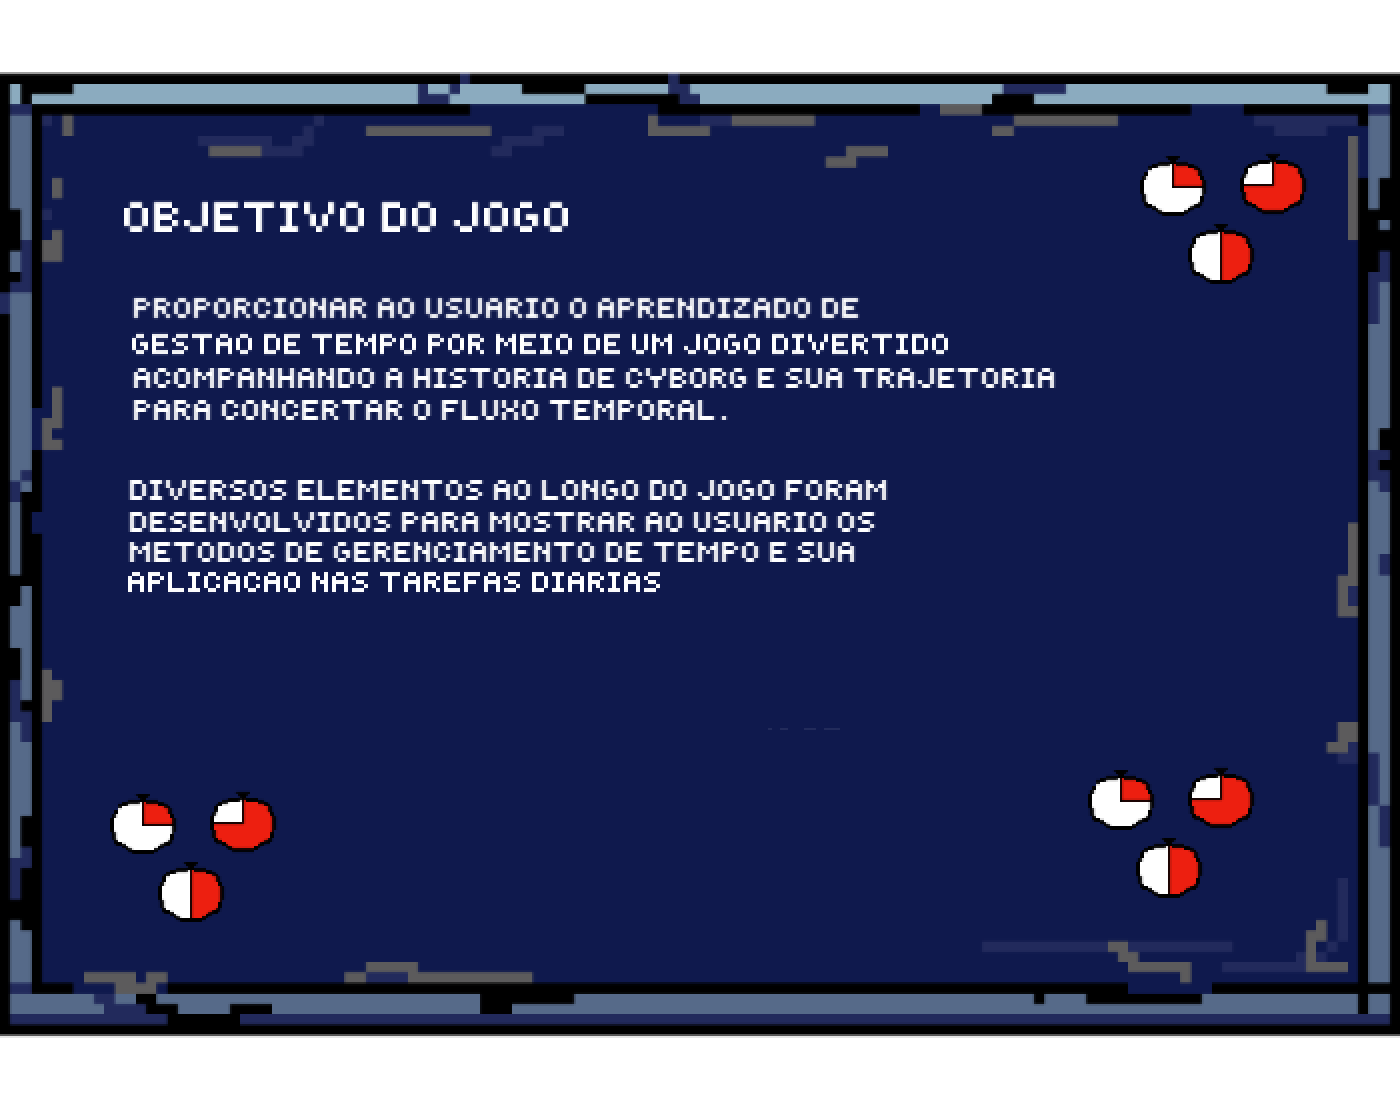 OBJETIVO DO JOGO
PROPORCIONAR AO USUARIO O APRENDIZADO DE
GESTAO DE TEMPO POR MEIO DE UM JOGO DIVERTIDO
ACOMPANHANDO A HISTORIA DE CYBORG E SUA TRAJETORIA
PARA CONCERTAR O FLUXO TEMPORAL.
DIVERSOS ELEMENTOS AO LONGO DO JOGO FORAM
DESENVOLVIDOS PARA MOSTRAR AO USUARIO OS
METODOS DE GERENCIAMENTO DE TEMPO E SUA
APLICACAO NAS TAREFAS DIARIAS